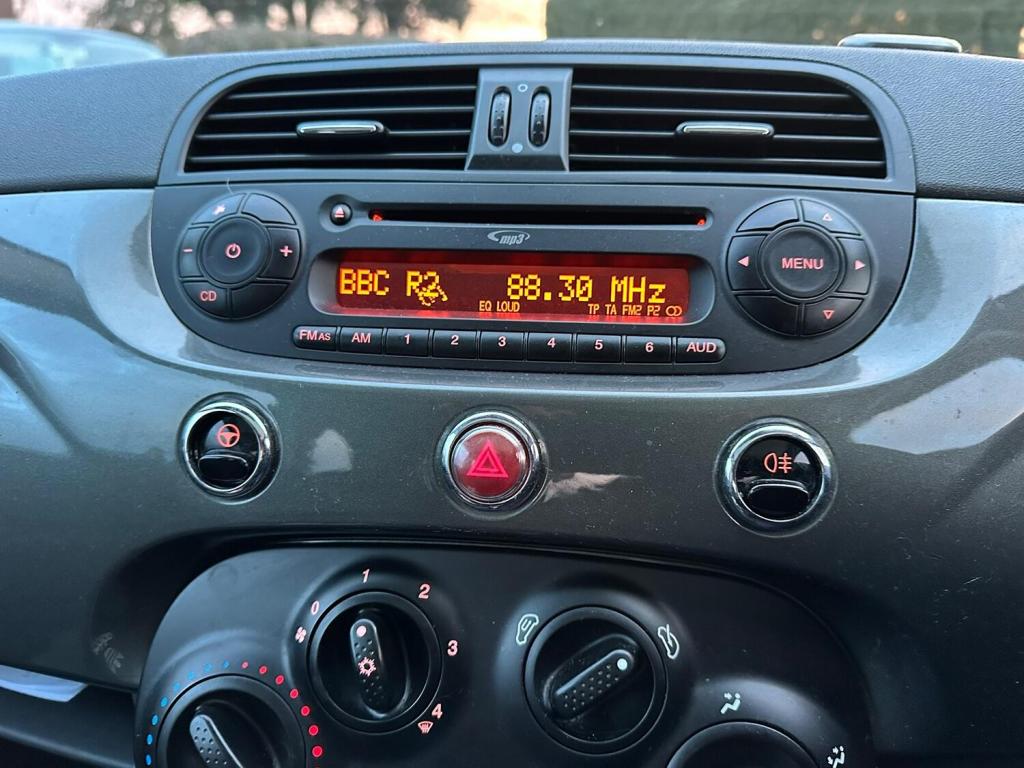 mp3
BBC R2 88.30 MHz
EQ LOUD TP TA FM2 P2
CD
MENU
FM AS AM 1 2 3 4 5 6 AUD
0 1 2 3 4